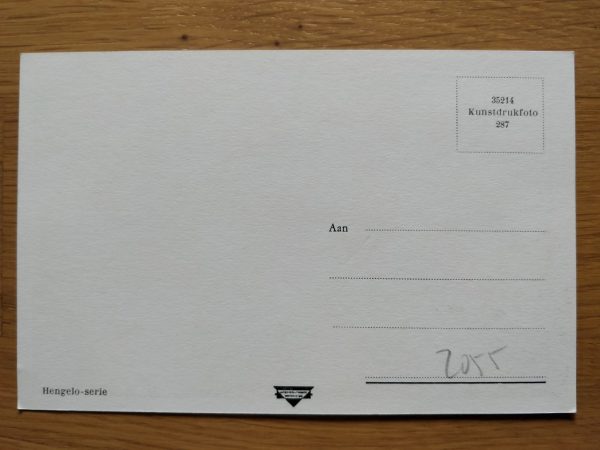 35214
Kunstdrukfoto
287
Aan
2055
Hengelo-serie